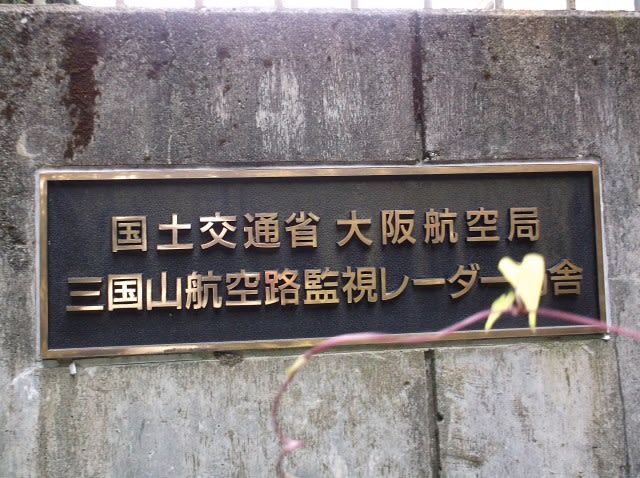 国土交通省 大阪航空局
三国山航空路監視レーダー 舎